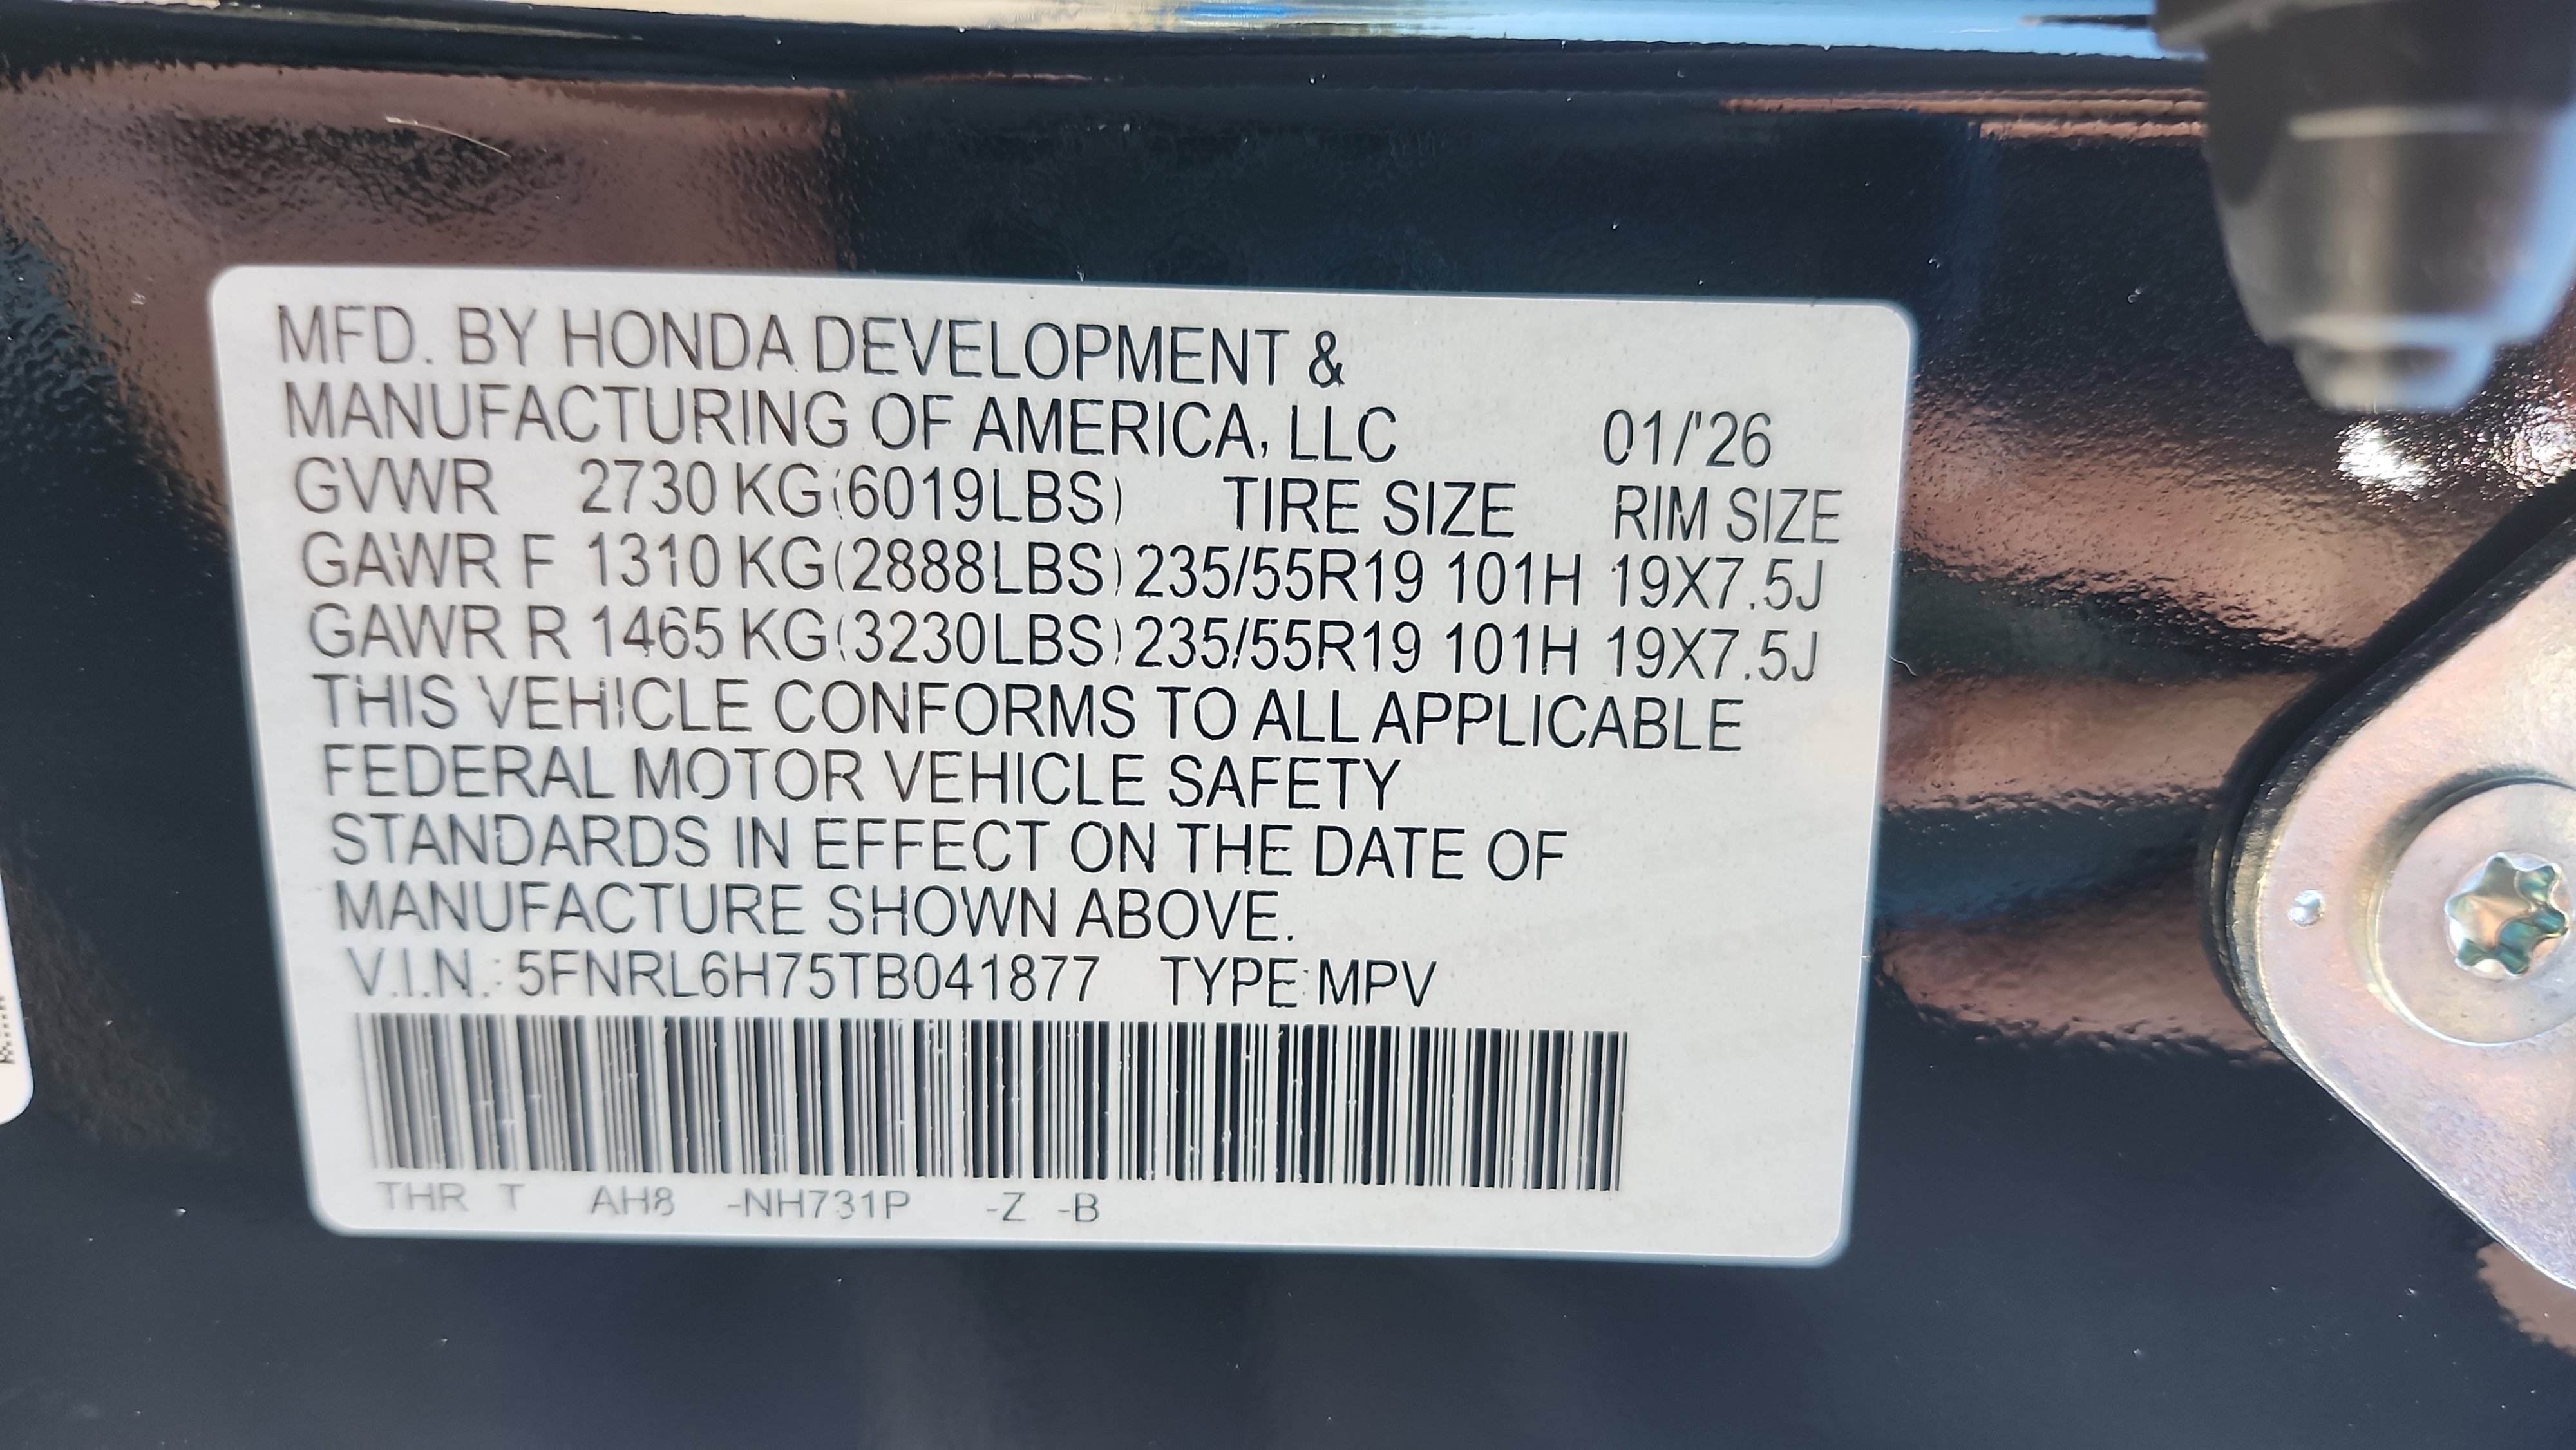 MFD. BY HONDA DEVELOPMENT &
MANUFACTURING OF AMERICA, LLC 01/'26
GVWR 2730 KG(6019LBS) TIRE SIZE RIM SIZE
GAWR F 1310 KG(2888LBS) 235/55R19 101H 19X7.5J
GAWR R 1465 KG(3230LBS) 235/55R19 101H 19X7.5J
THIS VEHICLE CONFORMS TO ALL APPLICABLE
FEDERAL MOTOR VEHICLE SAFETY
STANDARDS IN EFFECT ON THE DATE OF
MANUFACTURE SHOWN ABOVE.
V.I.N.: 5FNRL6H75TB041877 TYPE:MPV
THR T AH8 -NH731P -Z -B